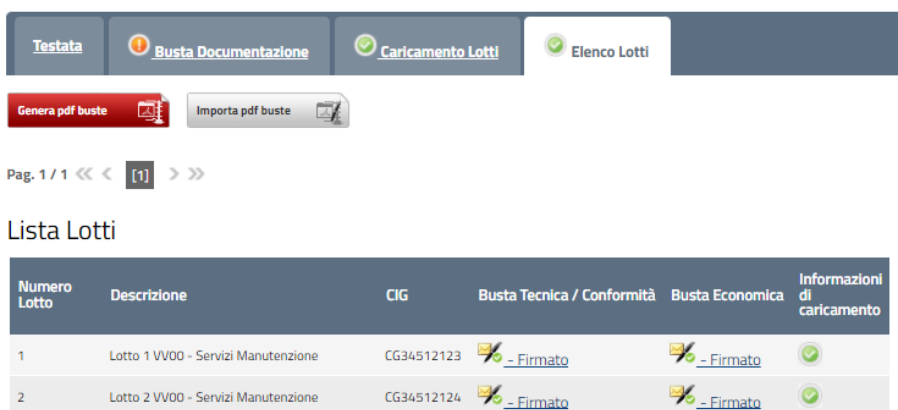 Testata Busta Documentazione Caricamento Lotti Elenco Lotti
Genera pdf buste Importa pdf buste
Pag. 1 / 1 [1]
Lista Lotti
Numero Lotto Descrizione CIG Busta Tecnica / Conformità Busta Economica Informazioni di caricamento
1 Lotto 1 VV00 - Servizi Manutenzione CG34512123 - Firmato - Firmato
2 Lotto 2 VV00 - Servizi Manutenzione CG34512124 - Firmato - Firmato